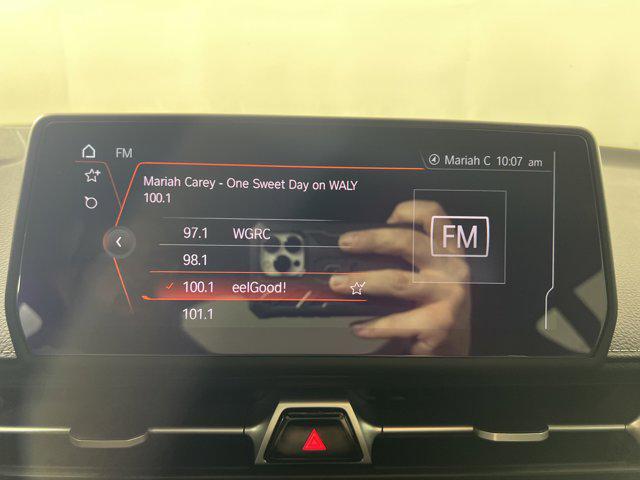 FM
Mariah C 10:07 am
Mariah Carey - One Sweet Day on WALY
100.1
97.1 WGRC
98.1
100.1 eelGood!
101.1
FM